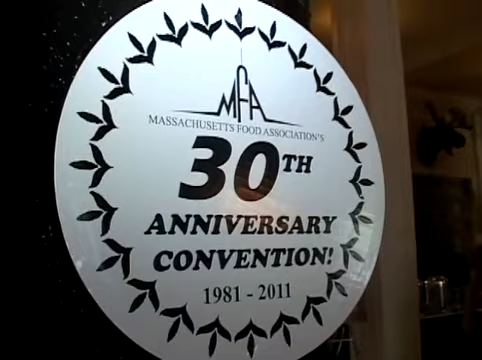 MFA
MASSACHUSETTS FOOD ASSOCIATION'S
30TH
ANNIVERSARY
CONVENTION!
1981 - 2011